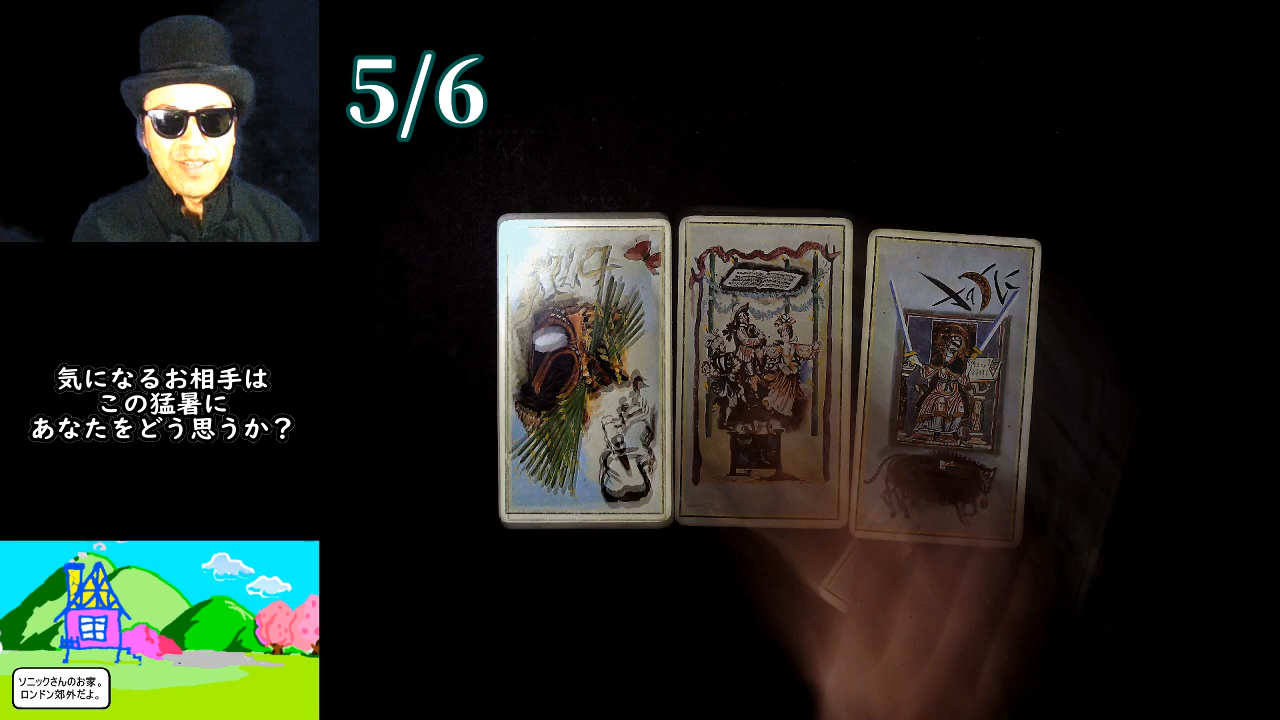 5/6
気になるお相手は
この猛暑に
あなたをどう思うか？
ソニックさんのお家。
ロンドン郊外だよ。